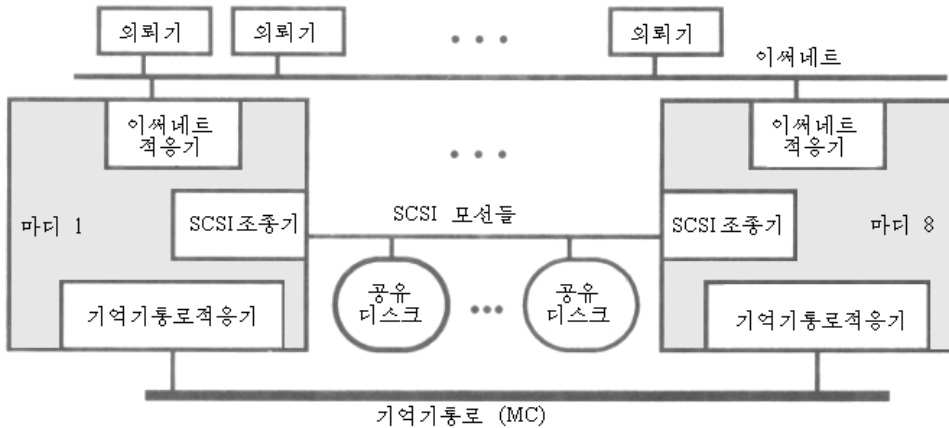 의뢰기
의뢰기
의뢰기
이써네트
이써네트
적응기
이써네트
적응기
마디 1
SCSI조종기
SCSI 모선들
SCSI조종기
마디 8
공유
디스크
공유
디스크
기억기통로적응기
기억기통로적응기
기억기통로 (MC)